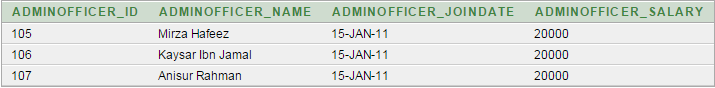 ADMINOFFICER_ID ADMINOFFICER_NAME ADMINOFFICER_JOINDATE ADMINOFFICER_SALARY
105 Mirza Hafeez 15-JAN-11 20000
106 Kaysar Ibn Jamal 15-JAN-11 20000
107 Anisur Rahman 15-JAN-11 20000